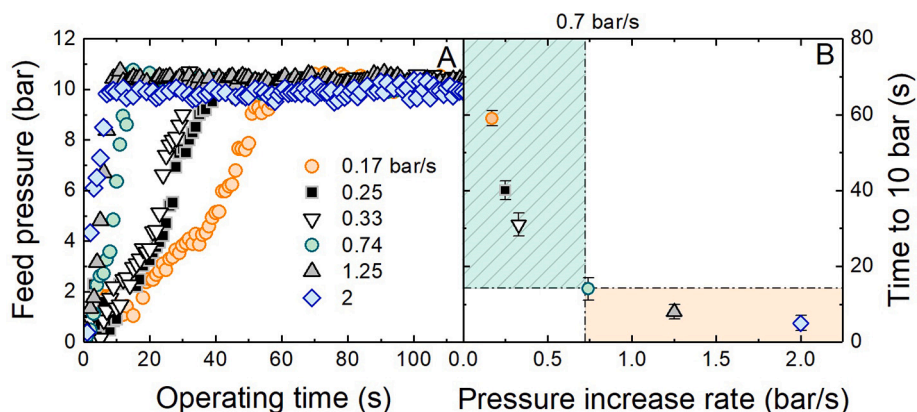 0.7 bar/s
A
B
12
10
8
6
4
2
0
Feed pressure (bar)
0.17 bar/s
0.25
0.33
0.74
1.25
2
0 20 40 60 80 100
Operating time (s)
0.0 0.5 1.0 1.5 2.0
Pressure increase rate (bar/s)
80
60
40
20
0
Time to 10 bar (s)